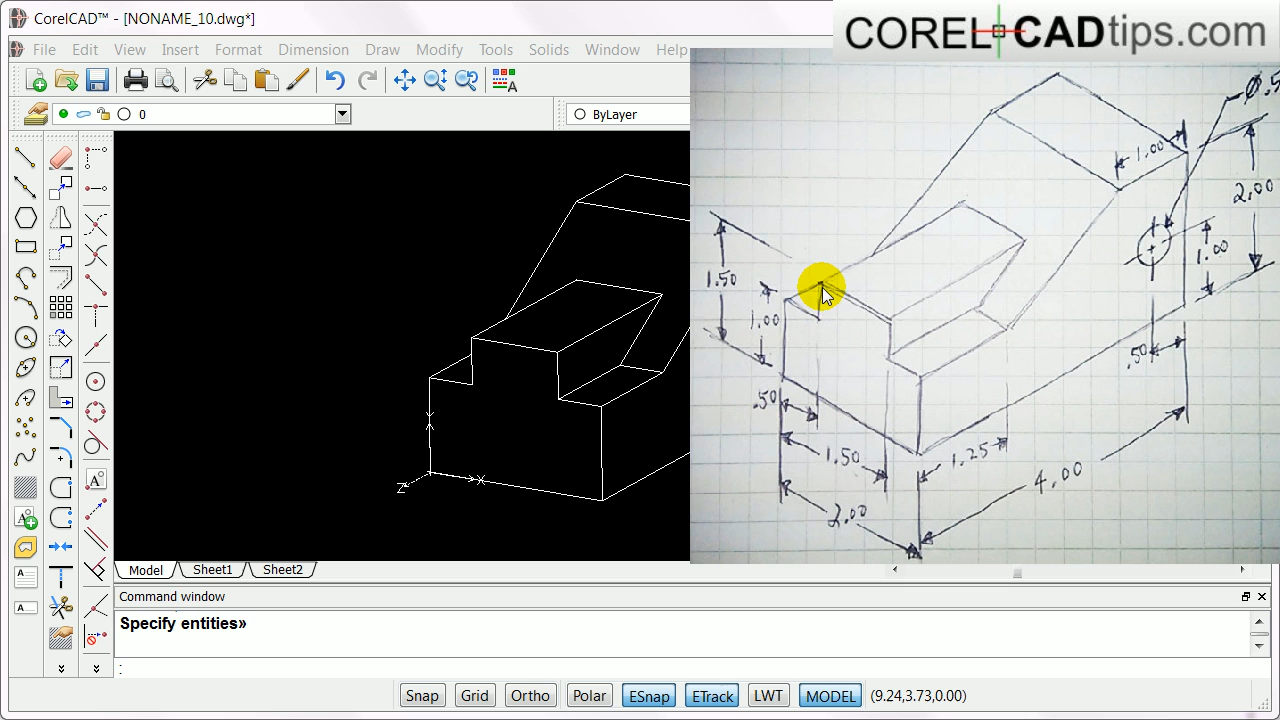 CorelCAD™ - [NONAME_10.dwg*]
COREL CADtips.com
File Edit View Insert Format Dimension Draw Modify Tools Solids Window Help
0
ByLayer
1.00
2.00
1.50
1.00
1.00
.50
.50
1.50
1.25
4.00
2.00
X
Z
A
A
A
A
A
Model Sheet1 Sheet2
Command window
Specify entities»
:
Snap Grid Ortho Polar ESnap ETrack LWT MODEL (9.24,3.73,0.00)